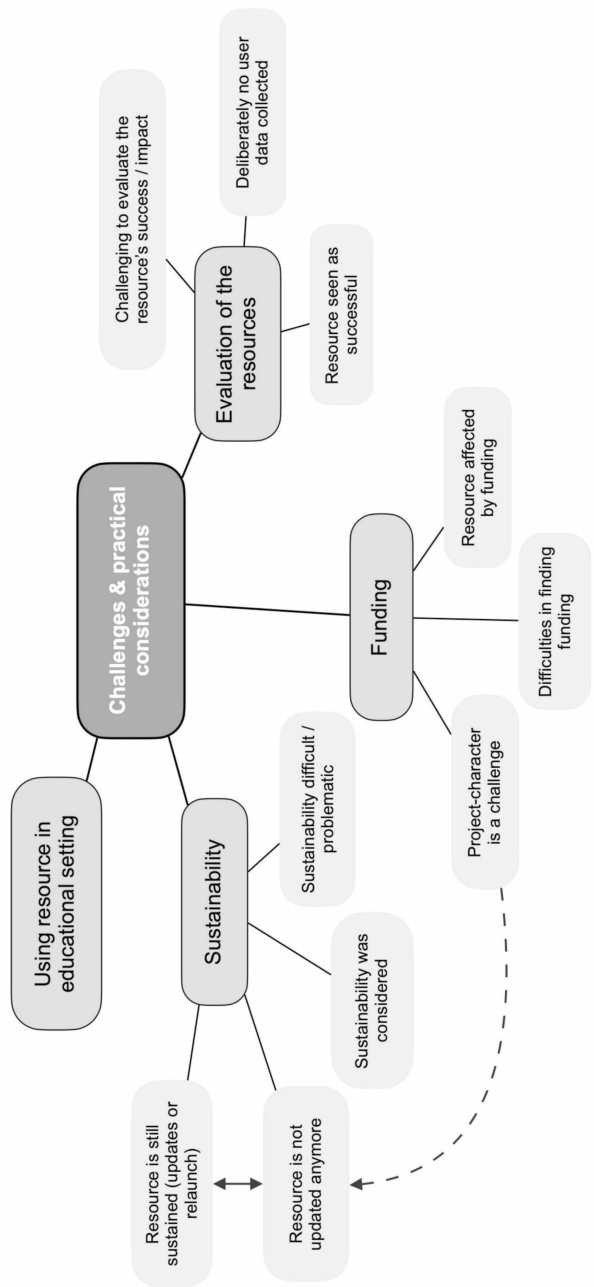 Challenges & practical
considerations
Using resource in
educational setting
Sustainability
Resource is still
sustained (updates or
relaunch)
Resource is not
updated anymore
Sustainability was
considered
Sustainability difficult /
problematic
Funding
Project-character
is a challenge
Difficulties in finding
funding
Resource affected
by funding
Evaluation of the
resources
Challenging to evaluate the
resource's success / impact
Deliberately no user
data collected
Resource seen as
successful